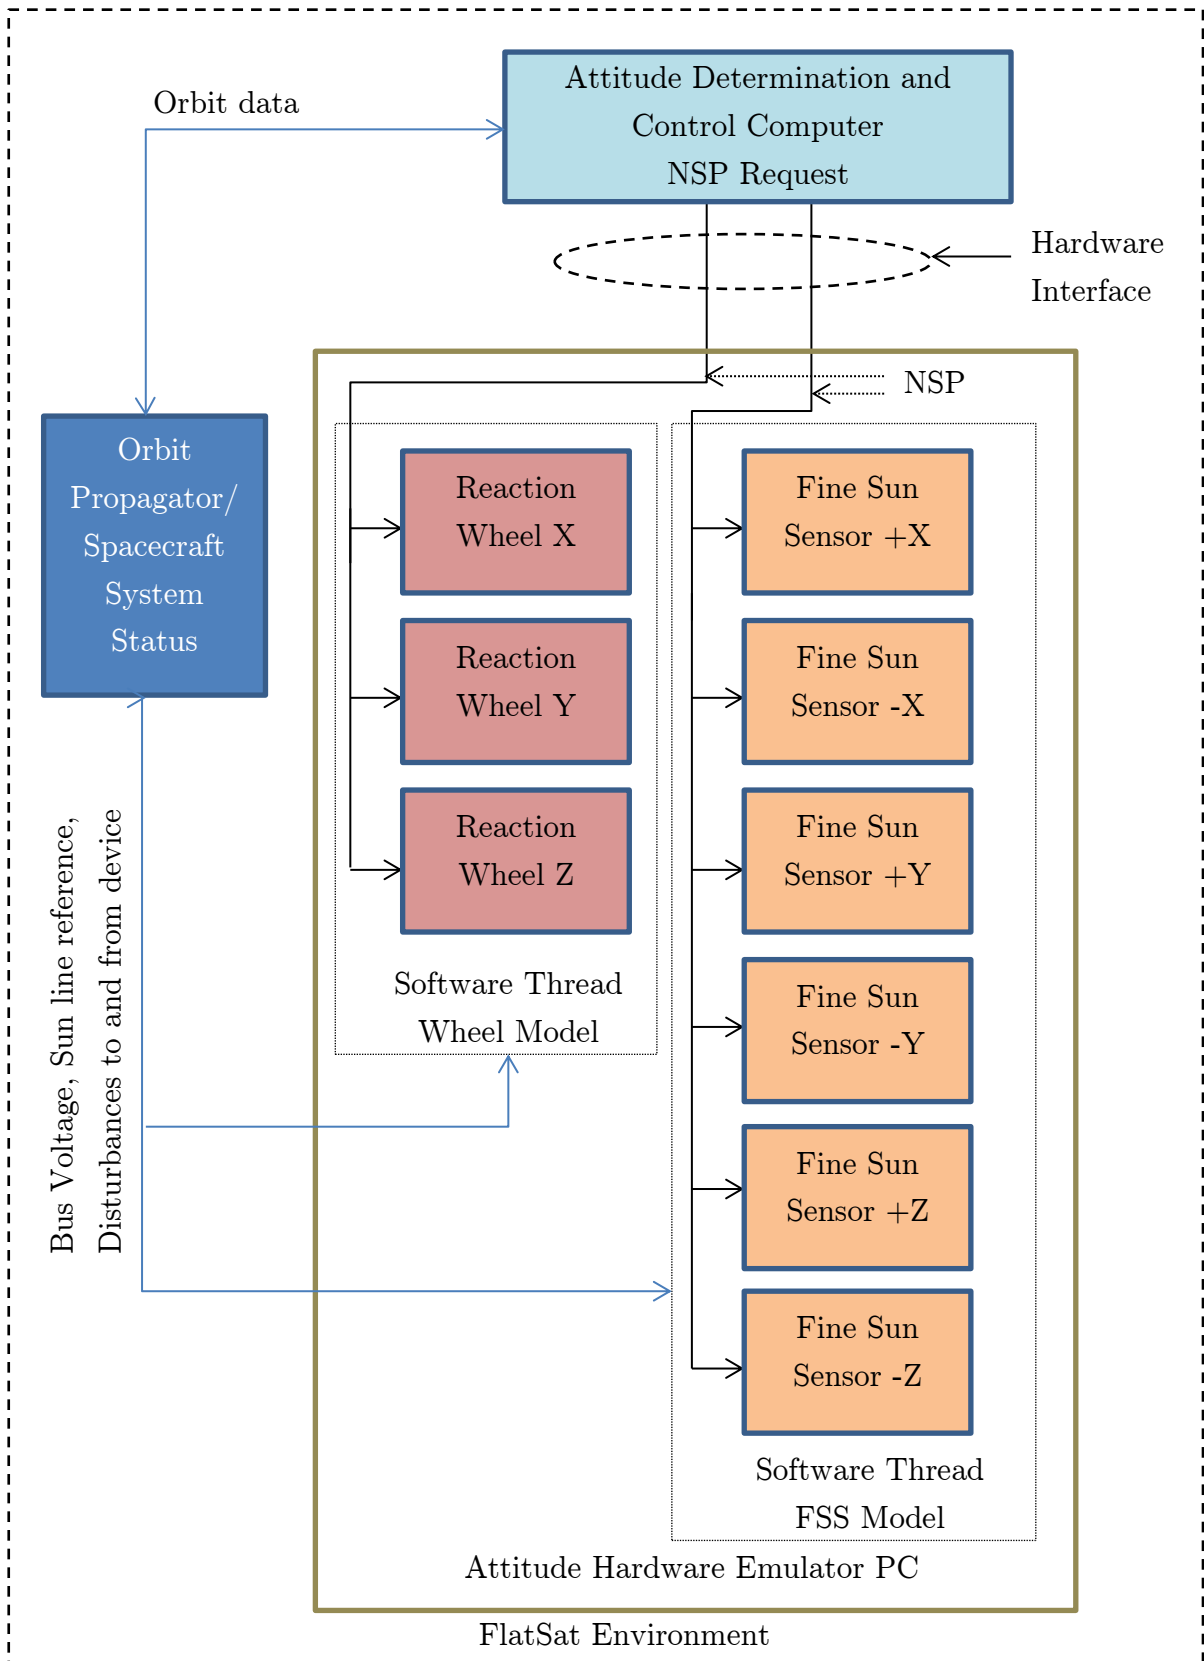 Orbit data
Attitude Determination and
Control Computer
NSP Request
Hardware
Interface
NSP
Orbit
Propagator/
Spacecraft
System
Status
Bus Voltage, Sun line reference,
Disturbances to and from device
Reaction
Wheel X
Reaction
Wheel Y
Reaction
Wheel Z
Software Thread
Wheel Model
Fine Sun
Sensor +X
Fine Sun
Sensor -X
Fine Sun
Sensor +Y
Fine Sun
Sensor -Y
Fine Sun
Sensor +Z
Fine Sun
Sensor -Z
Software Thread
FSS Model
Attitude Hardware Emulator PC
FlatSat Environment